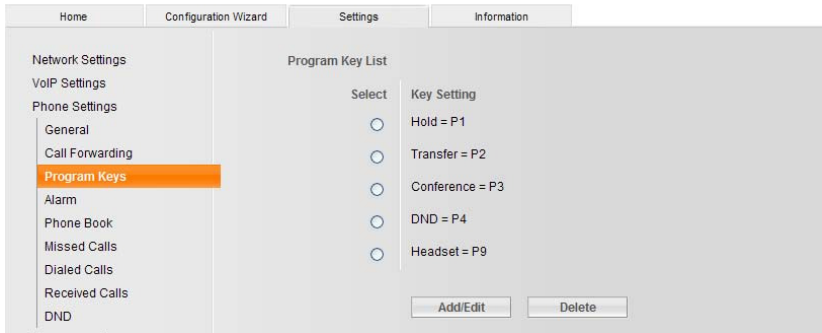 Home
Configuration Wizard
Settings
Information
Network Settings
VoIP Settings
Phone Settings
General
Call Forwarding
Program Keys
Alarm
Phone Book
Missed Calls
Dialed Calls
Received Calls
DND
Program Key List
Select
Key Setting
Hold = P1
Transfer = P2
Conference = P3
DND = P4
Headset = P9
Add/Edit
Delete